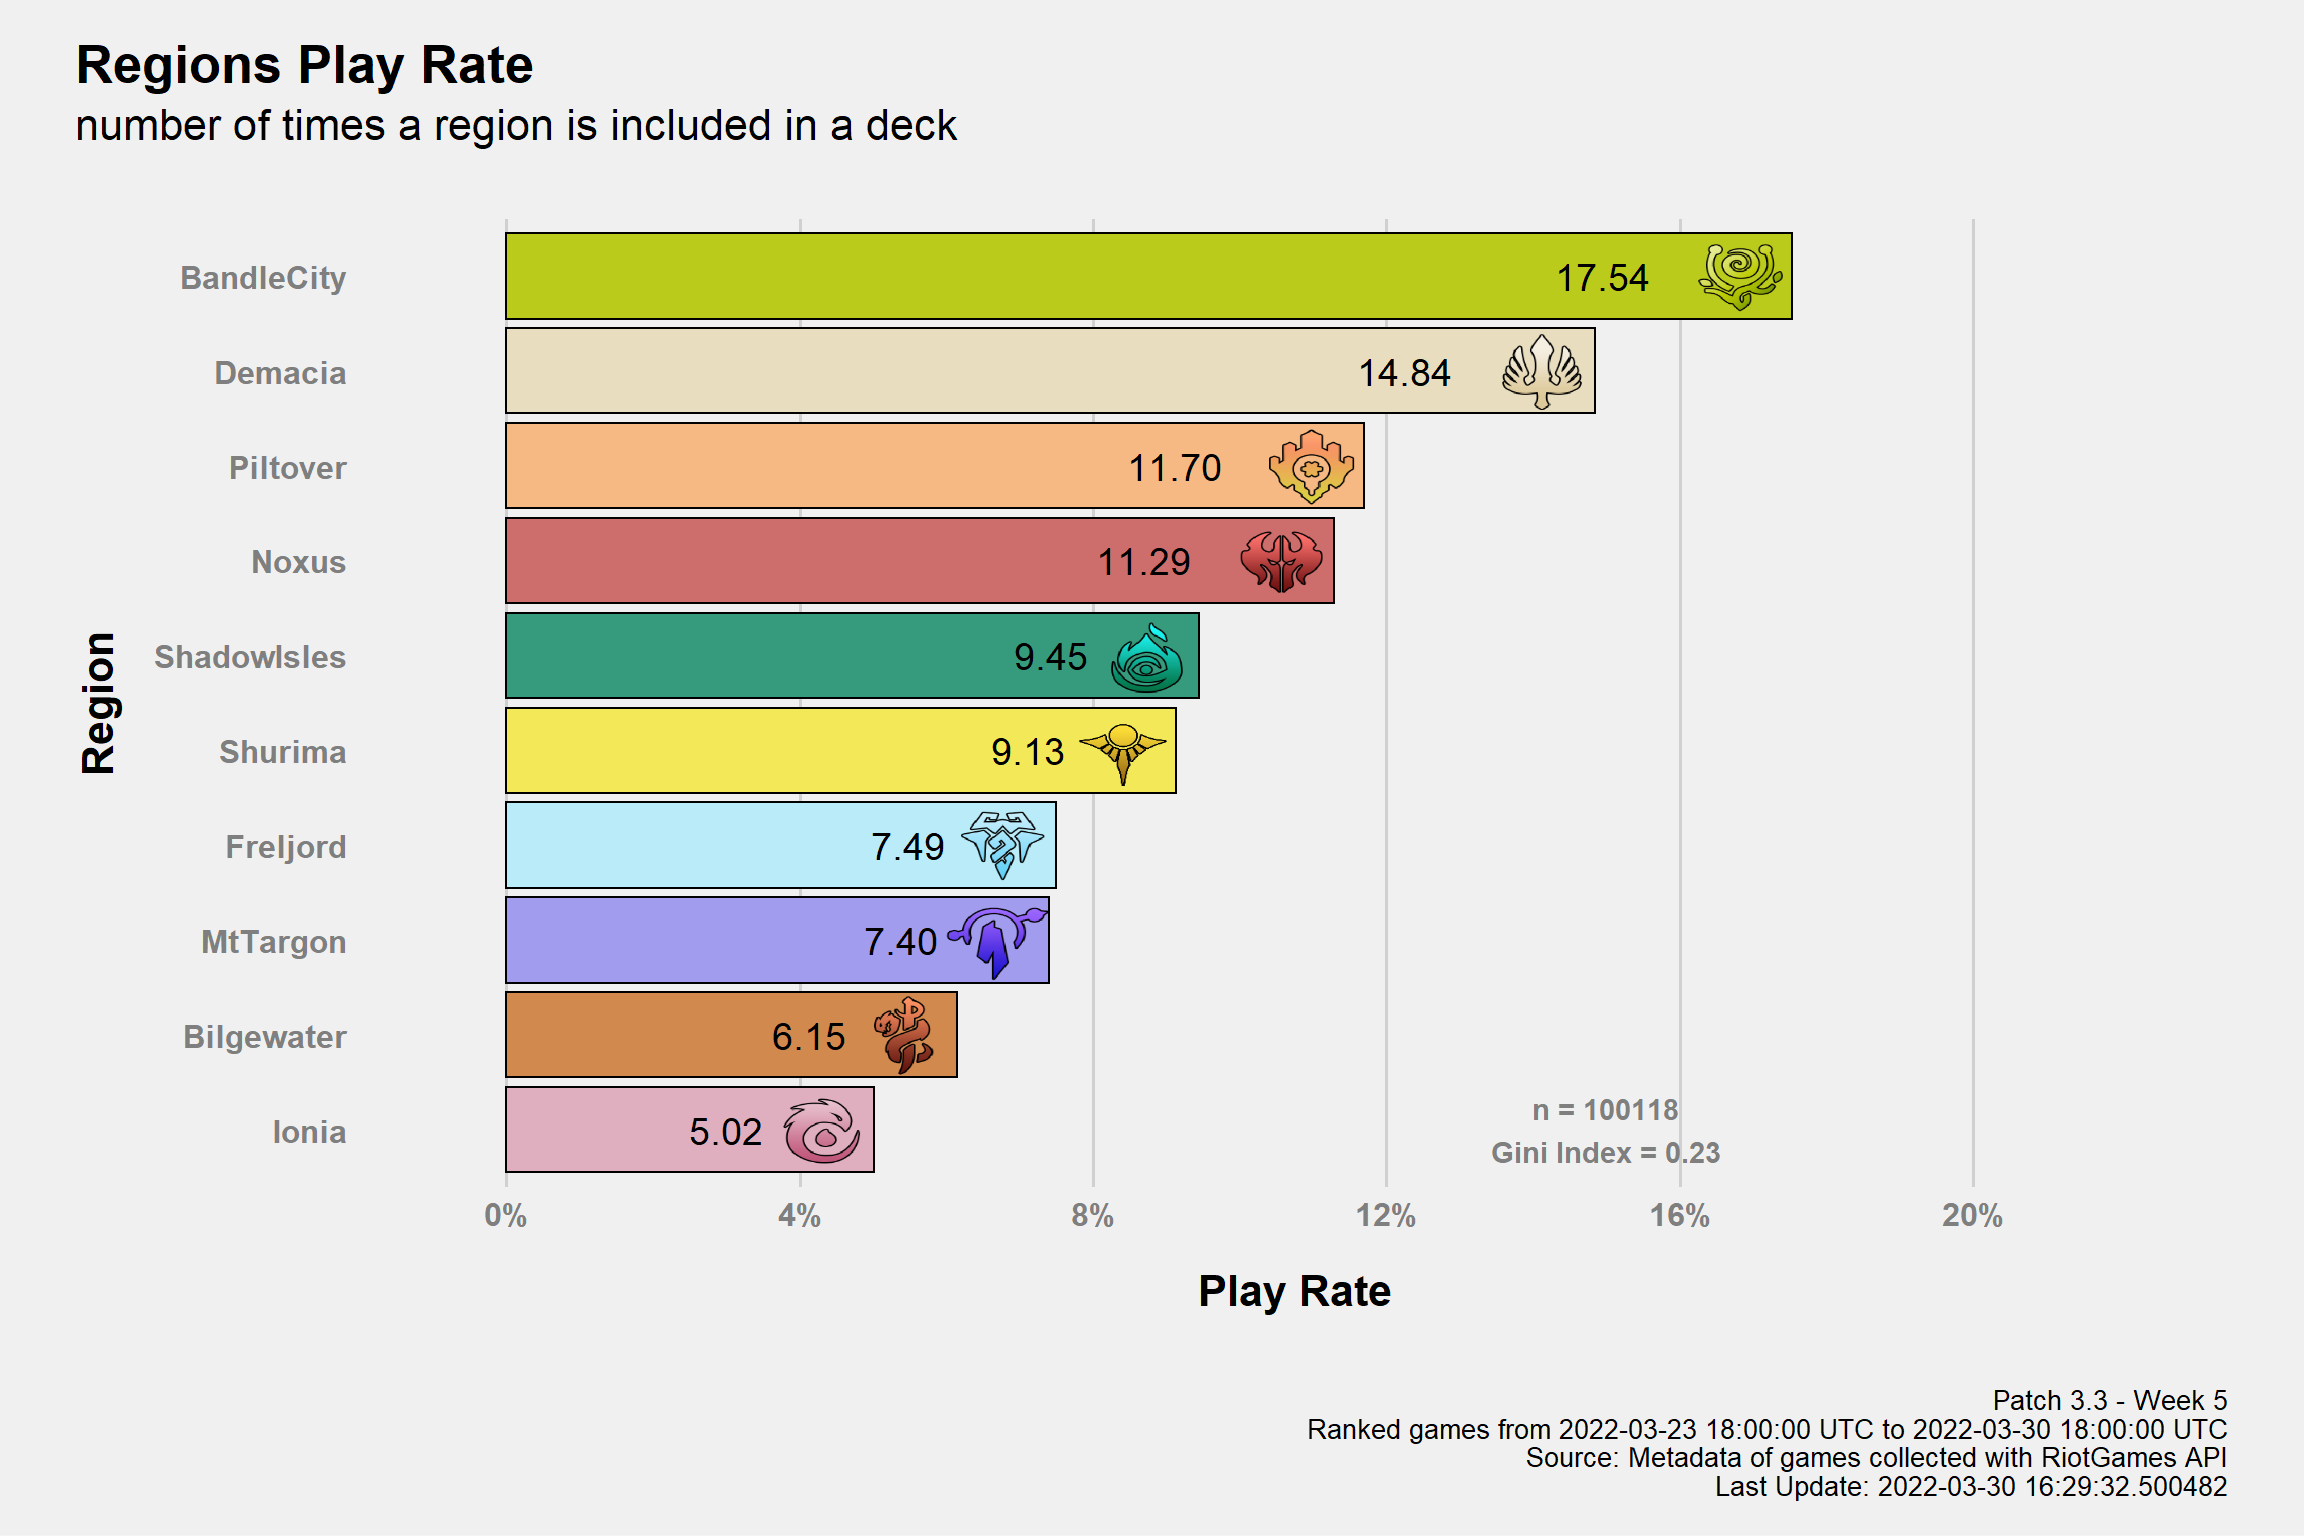 Regions Play Rate
number of times a region is included in a deck
BandleCity
17.54
Demacia
14.84
Piltover
11.70
Noxus
11.29
ShadowIsles
9.45
Shurima
9.13
Freljord
7.49
MtTargon
7.40
Bilgewater
6.15
Ionia
5.02
Region
n = 100118
Gini Index = 0.23
0% 4% 8% 12% 16% 20%
Play Rate
Patch 3.3 - Week 5
Ranked games from 2022-03-23 18:00:00 UTC to 2022-03-30 18:00:00 UTC
Source: Metadata of games collected with RiotGames API
Last Update: 2022-03-30 16:29:32.500482